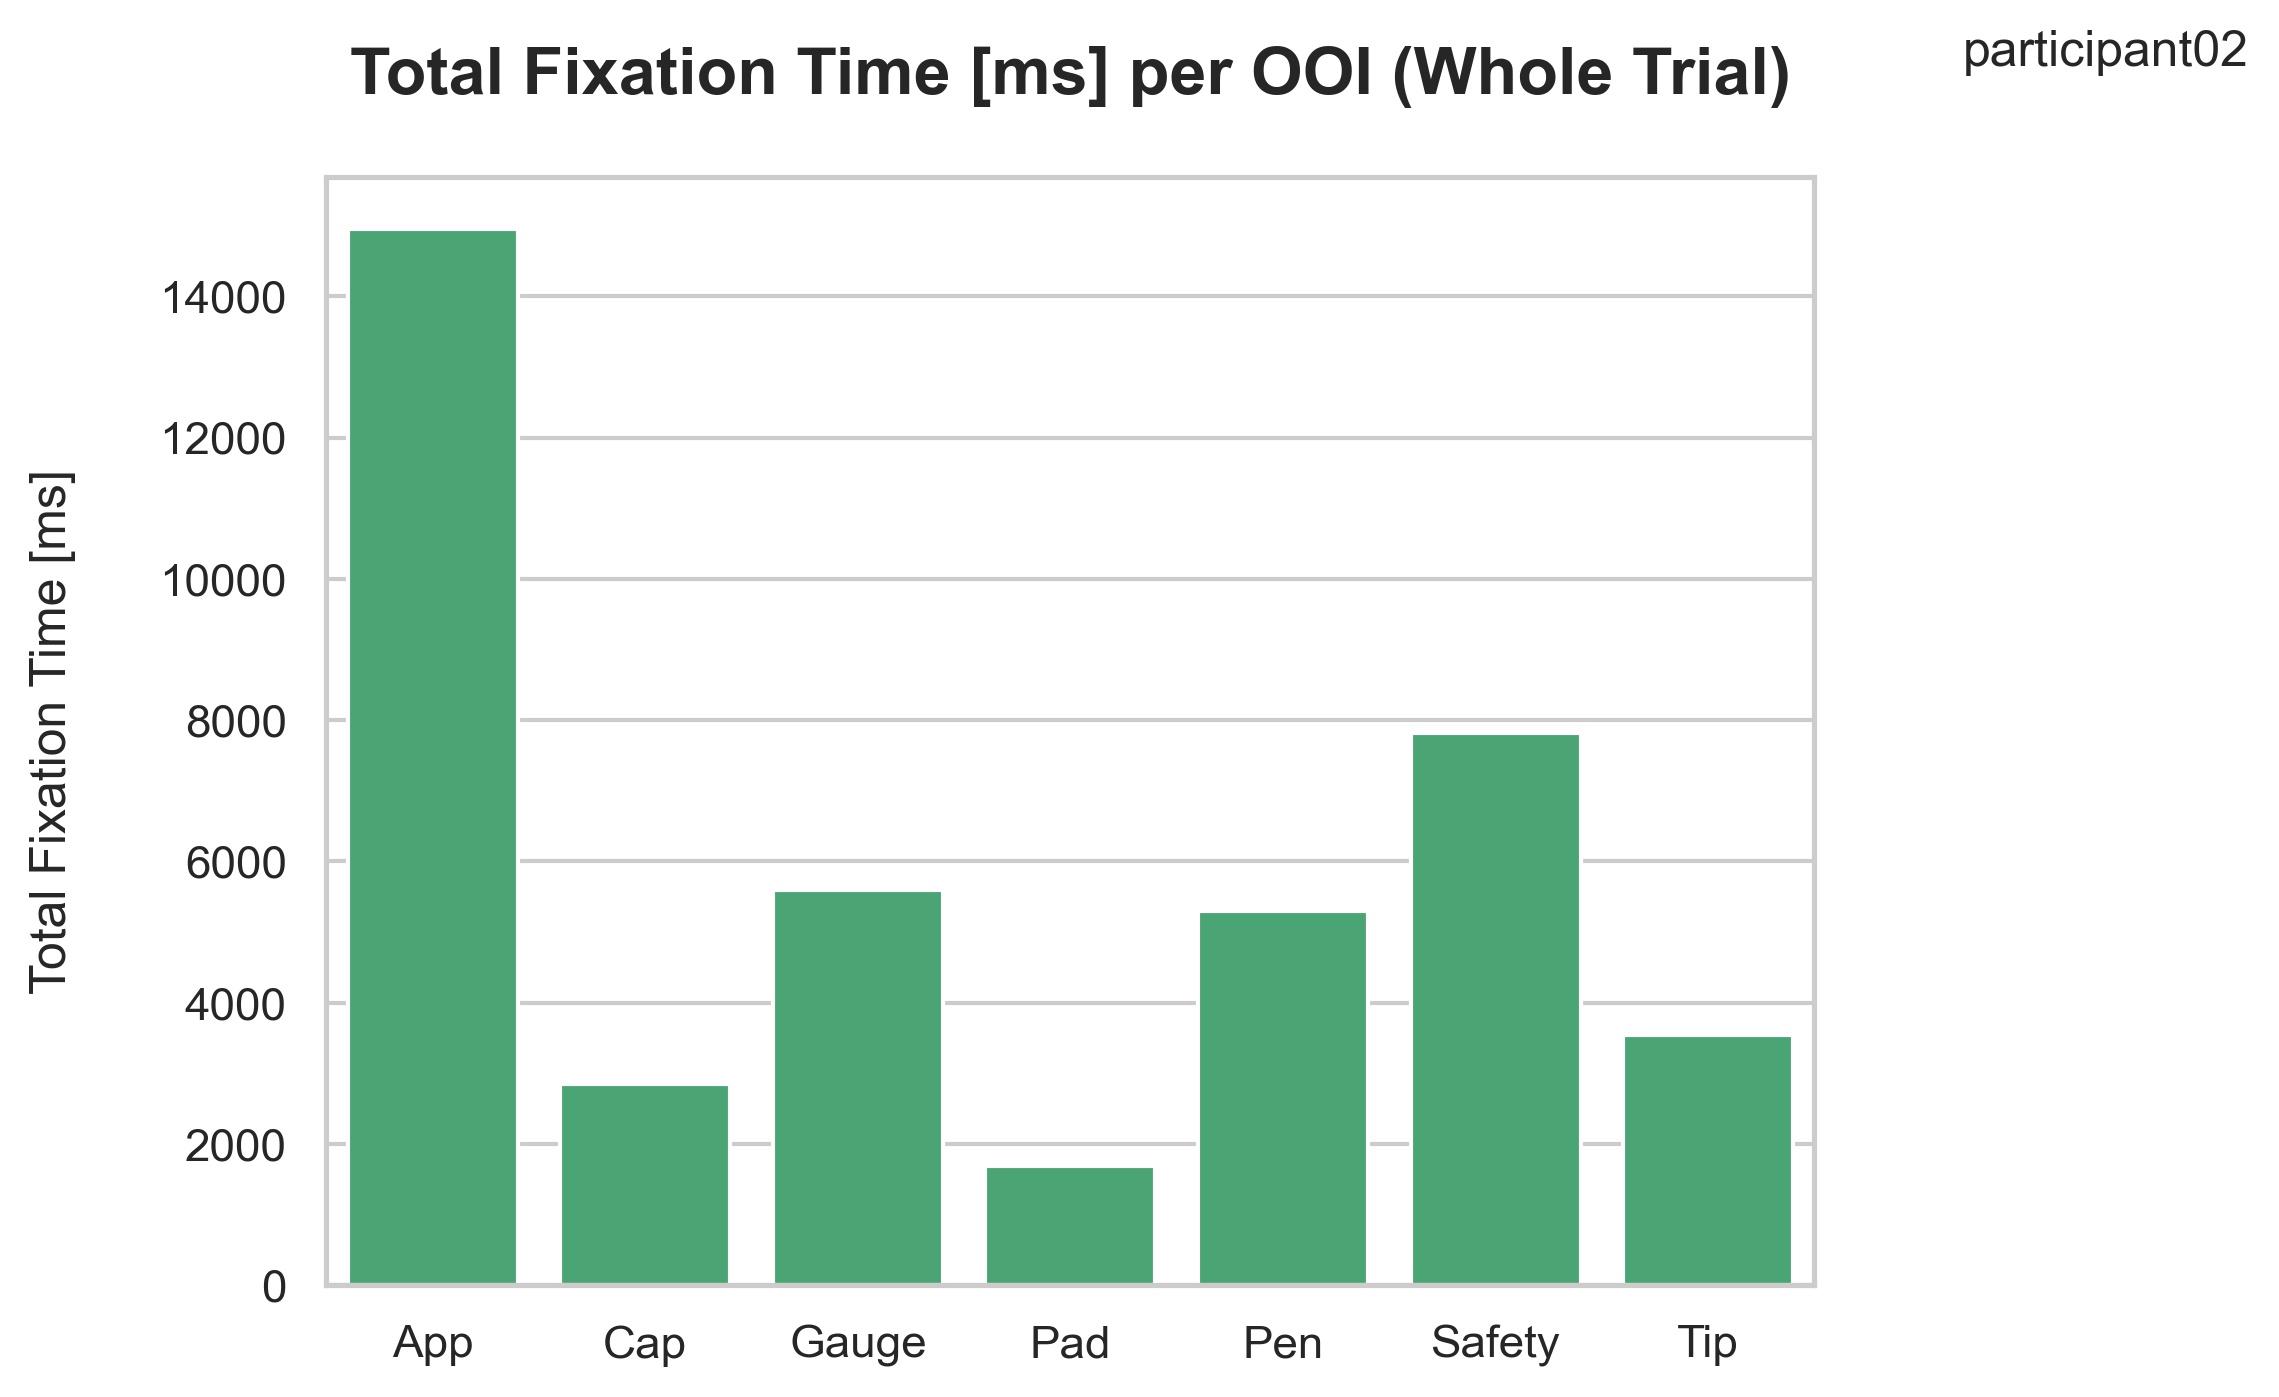 participant02
Total Fixation Time [ms] per OOI (Whole Trial)
Total Fixation Time [ms]
14000
12000
10000
8000
6000
4000
2000
0
App Cap Gauge Pad Pen Safety Tip